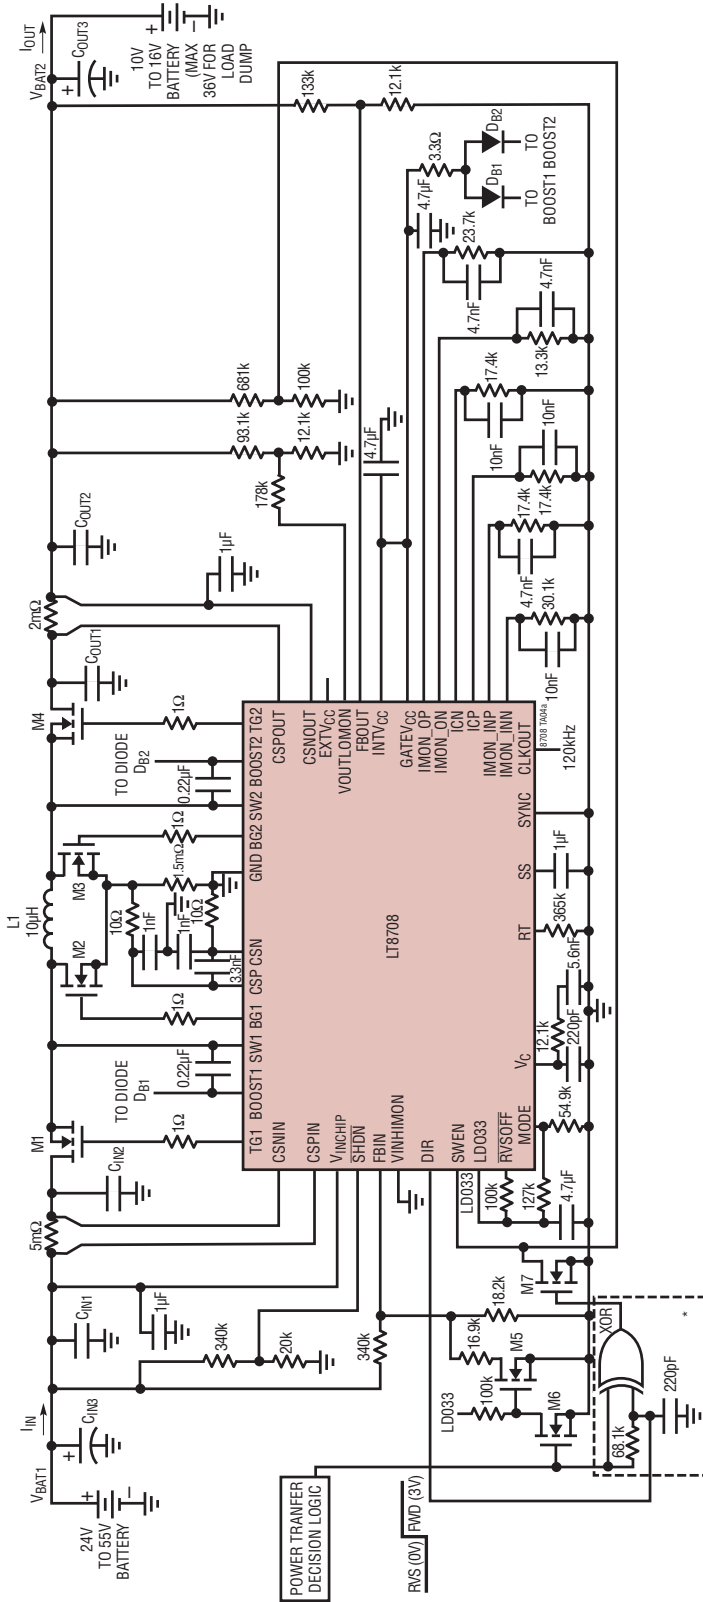 VBAT1
IIN
24V
TO 55V
BATTERY
+
–
+
CIN3
CIN1
1µF
340k
20k
340k
5mΩ
CIN2
M1
1Ω
TO DIODE
DB1
0.22µF
1Ω
M2
L1
10µH
M3
10Ω
1nF
1nF
10Ω
3.3nF
1.5mΩ
1Ω
TO DIODE
DB2
0.22µF
M4
1Ω
COUT1
2mΩ
1µF
COUT2
93.1k
12.1k
178k
681k
100k
133k
12.1k
VBAT2
IOUT
+
COUT3
+
–
10V
TO 16V
BATTERY
(MAX
36V FOR
LOAD
DUMP
TG1
BOOST1
SW1
BG1
CSP
CSN
GND
BG2
SW2
BOOST2
TG2
CSNIN
CSPIN
VINCHIP
SHDN
FBIN
VINHIMON
DIR
SWEN
LDO33
RVSOFF
MODE
VC
RT
SS
SYNC
CLKOUT
CSPOUT
CSNOUT
EXTVCC
VOUTLOMON
FBOUT
INTVCC
GATEVCC
IMON_OP
IMON_ON
ICN
ICP
IMON_INP
IMON_INN
LT8708
8708 TA04a
120kHz
4.7µF
4.7µF
3.3Ω
DB1
DB2
TO
BOOST1
TO
BOOST2
23.7k
4.7nF
4.7nF
13.3k
17.4k
10nF
10nF
17.4k
17.4k
4.7nF
30.1k
10nF
LD033
100k
127k
4.7µF
54.9k
12.1k
220pF
5.6nF
365k
1µF
18.2k
16.9k
M5
LD033
100k
M6
M7
XOR
*
68.1k
220pF
POWER TRANFER
DECISION LOGIC
RVS (0V)
FWD (3V)